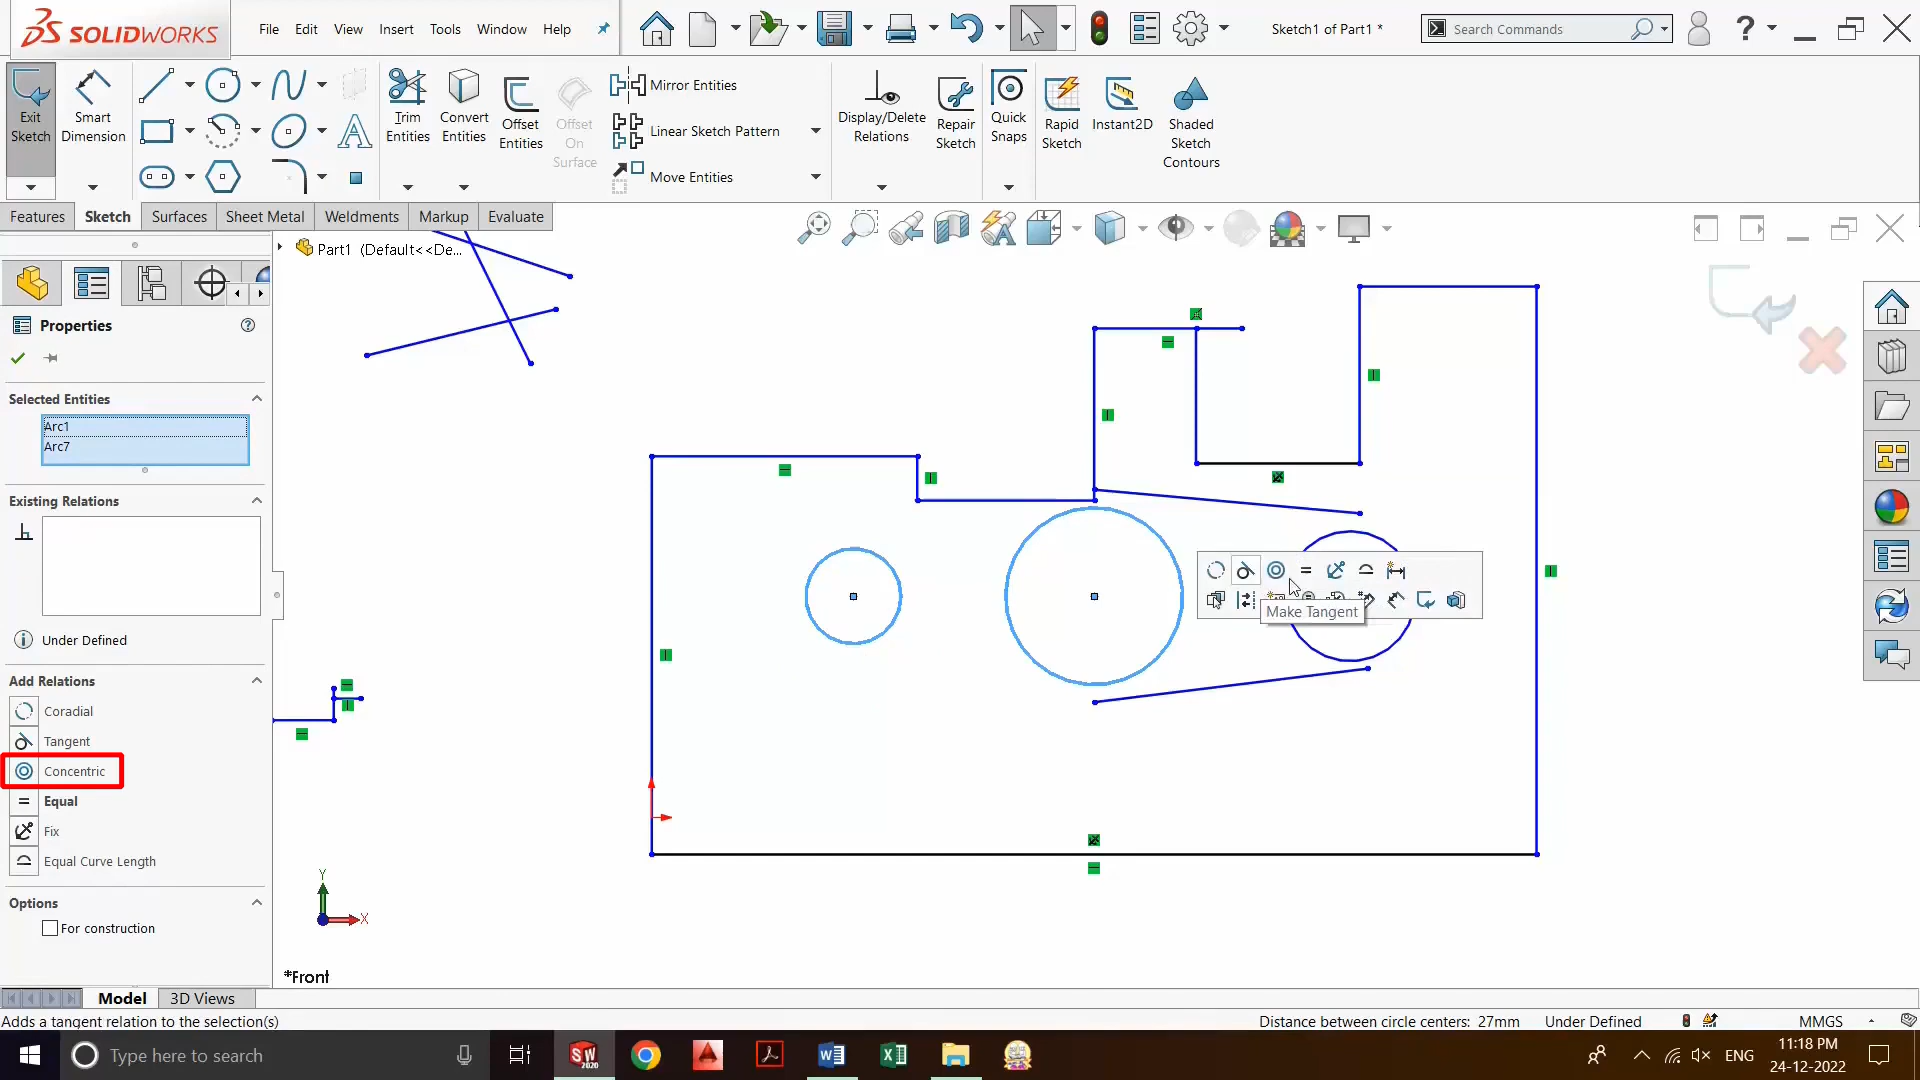 SOLIDWORKS
File Edit View Insert Tools Window Help
Sketch1 of Part1 *
Search Commands
Exit Sketch
Smart Dimension
Trim Entities
Convert Entities
Offset Entities
Offset On Surface
Mirror Entities
Linear Sketch Pattern
Move Entities
Display/Delete Relations
Repair Sketch
Quick Snaps
Rapid Sketch
Instant2D
Shaded Sketch Contours
Features Sketch Surfaces Sheet Metal Weldments Markup Evaluate
Part1 (Default<<De...
Properties
Selected Entities
Arc1
Arc7
Existing Relations
Under Defined
Add Relations
Coradial
Tangent
Concentric
Equal
Fix
Equal Curve Length
Options
For construction
Make Tangent
Y
X
*Front
Model 3D Views
Adds a tangent relation to the selection(s)
Distance between circle centers: 27mm Under Defined MMGS
Type here to search
SW 2020
ENG
11:18 PM
24-12-2022